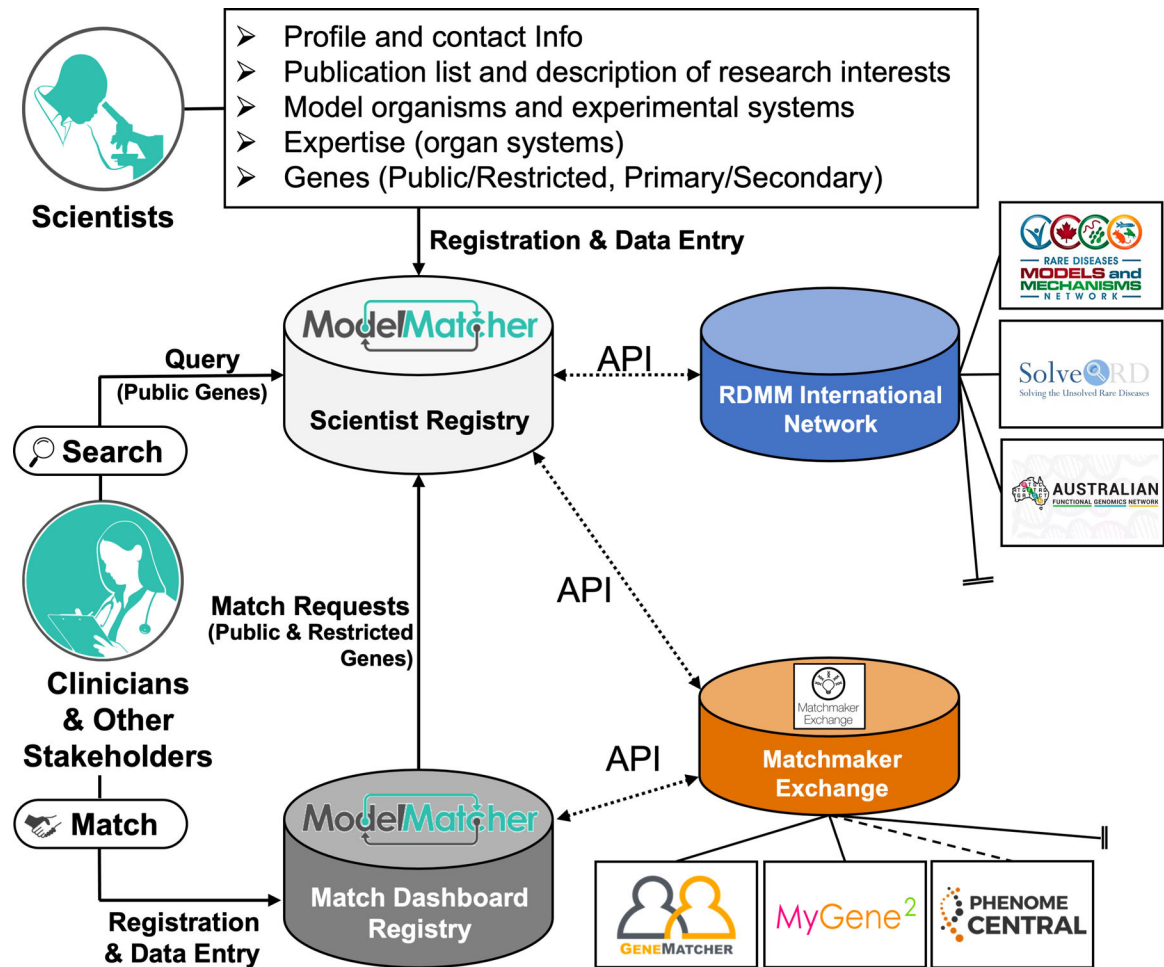 ➢ Profile and contact Info
➢ Publication list and description of research interests
➢ Model organisms and experimental systems
➢ Expertise (organ systems)
➢ Genes (Public/Restricted, Primary/Secondary)
Scientists
Registration & Data Entry
ModelMatcher
Scientist Registry
Query
(Public Genes)
Search
API
RDMM International
Network
RARE DISEASES
MODELS and
MECHANISMS
NETWORK
SolveRD
Solving the Unsolved Rare Diseases
AUSTRALIAN
FUNCTIONAL GENOMICS NETWORK
Clinicians
& Other
Stakeholders
Match Requests
(Public & Restricted
Genes)
API
Matchmaker
Exchange
Matchmaker
Exchange
API
Match
ModelMatcher
Match Dashboard
Registry
Registration
& Data Entry
GENEMATCHER
MyGene2
PHENOME
CENTRAL